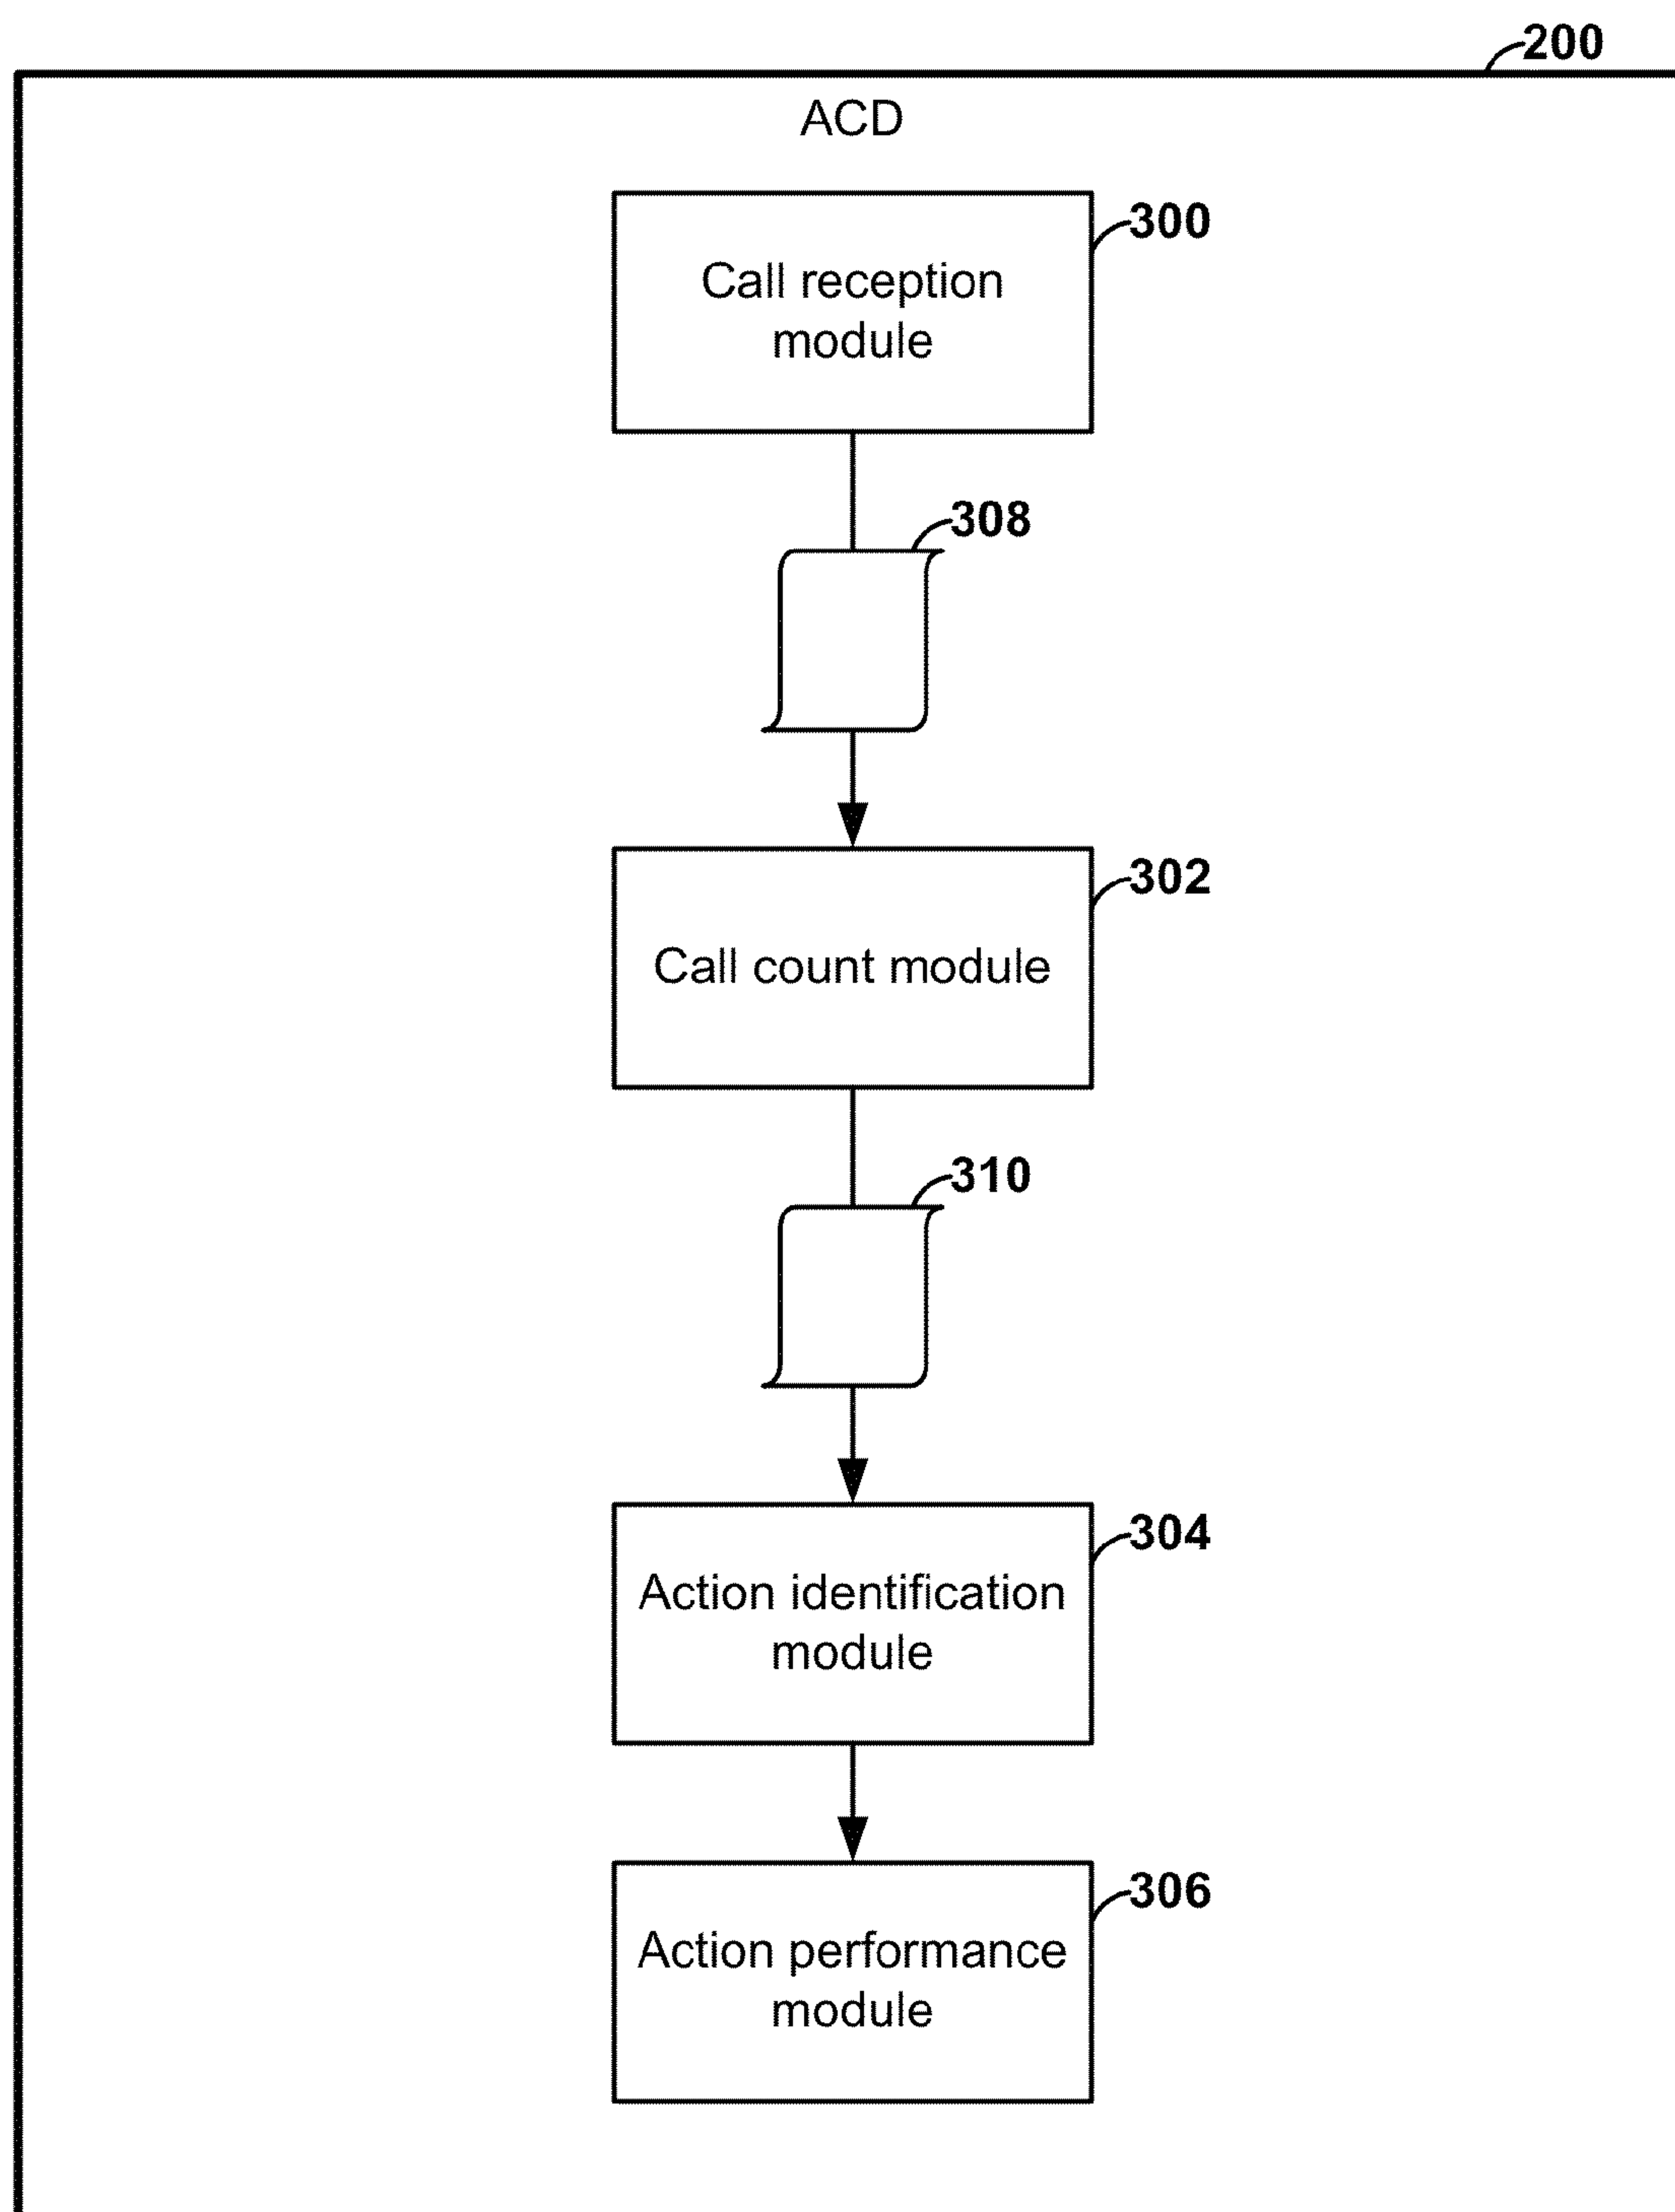 200
ACD
300
Call reception
module
308
302
Call count module
310
304
Action identification
module
306
Action performance
module